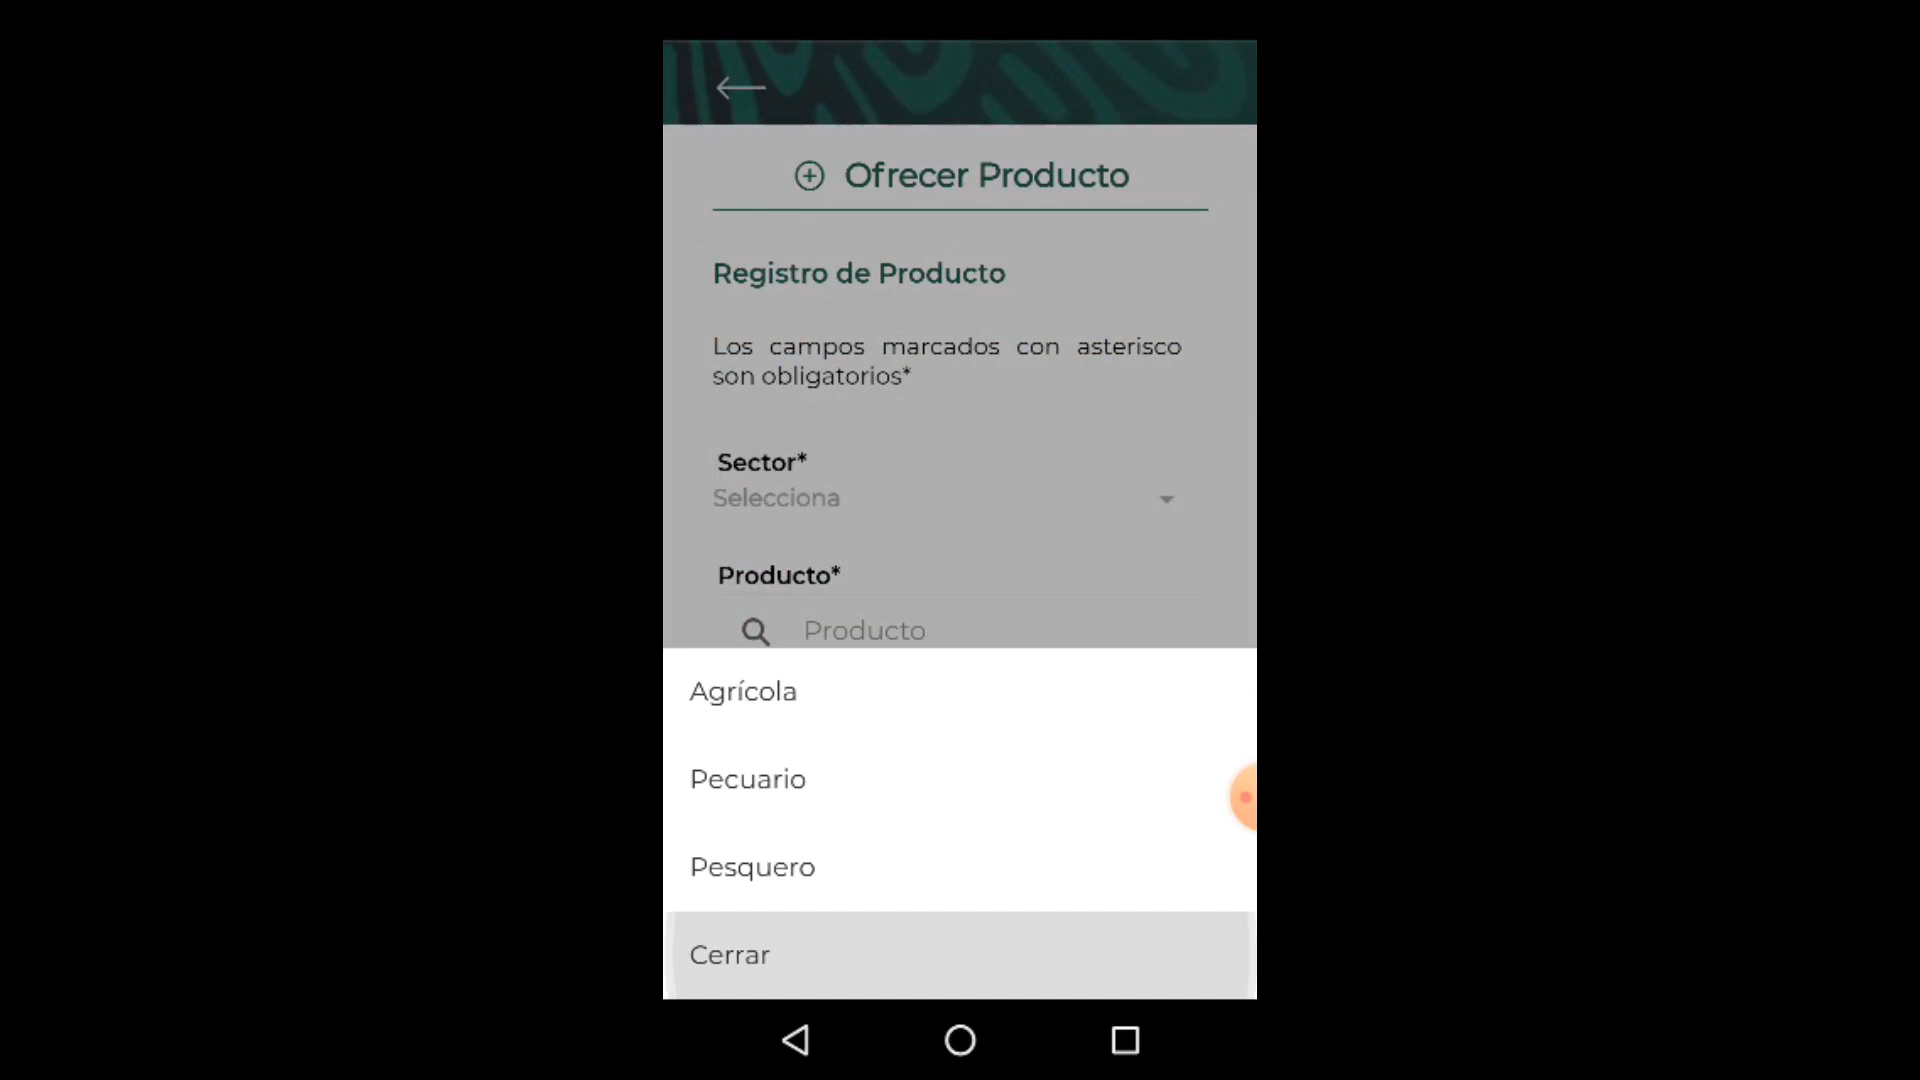 Ofrecer Producto
Registro de Producto
Los campos marcados con asterisco
son obligatorios*
Sector*
Selecciona
Producto*
Producto
Agrícola
Pecuario
Pesquero
Cerrar